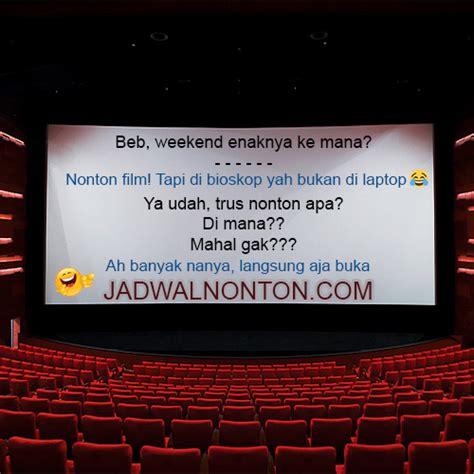 Beb, weekend enaknya ke mana?
- - - - - -
Nonton film! Tapi di bioskop yah bukan di laptop 😂
Ya udah, trus nonton apa?
Di mana??
Mahal gak???
Ah banyak nanya, langsung aja buka
JADWALNONTON.COM